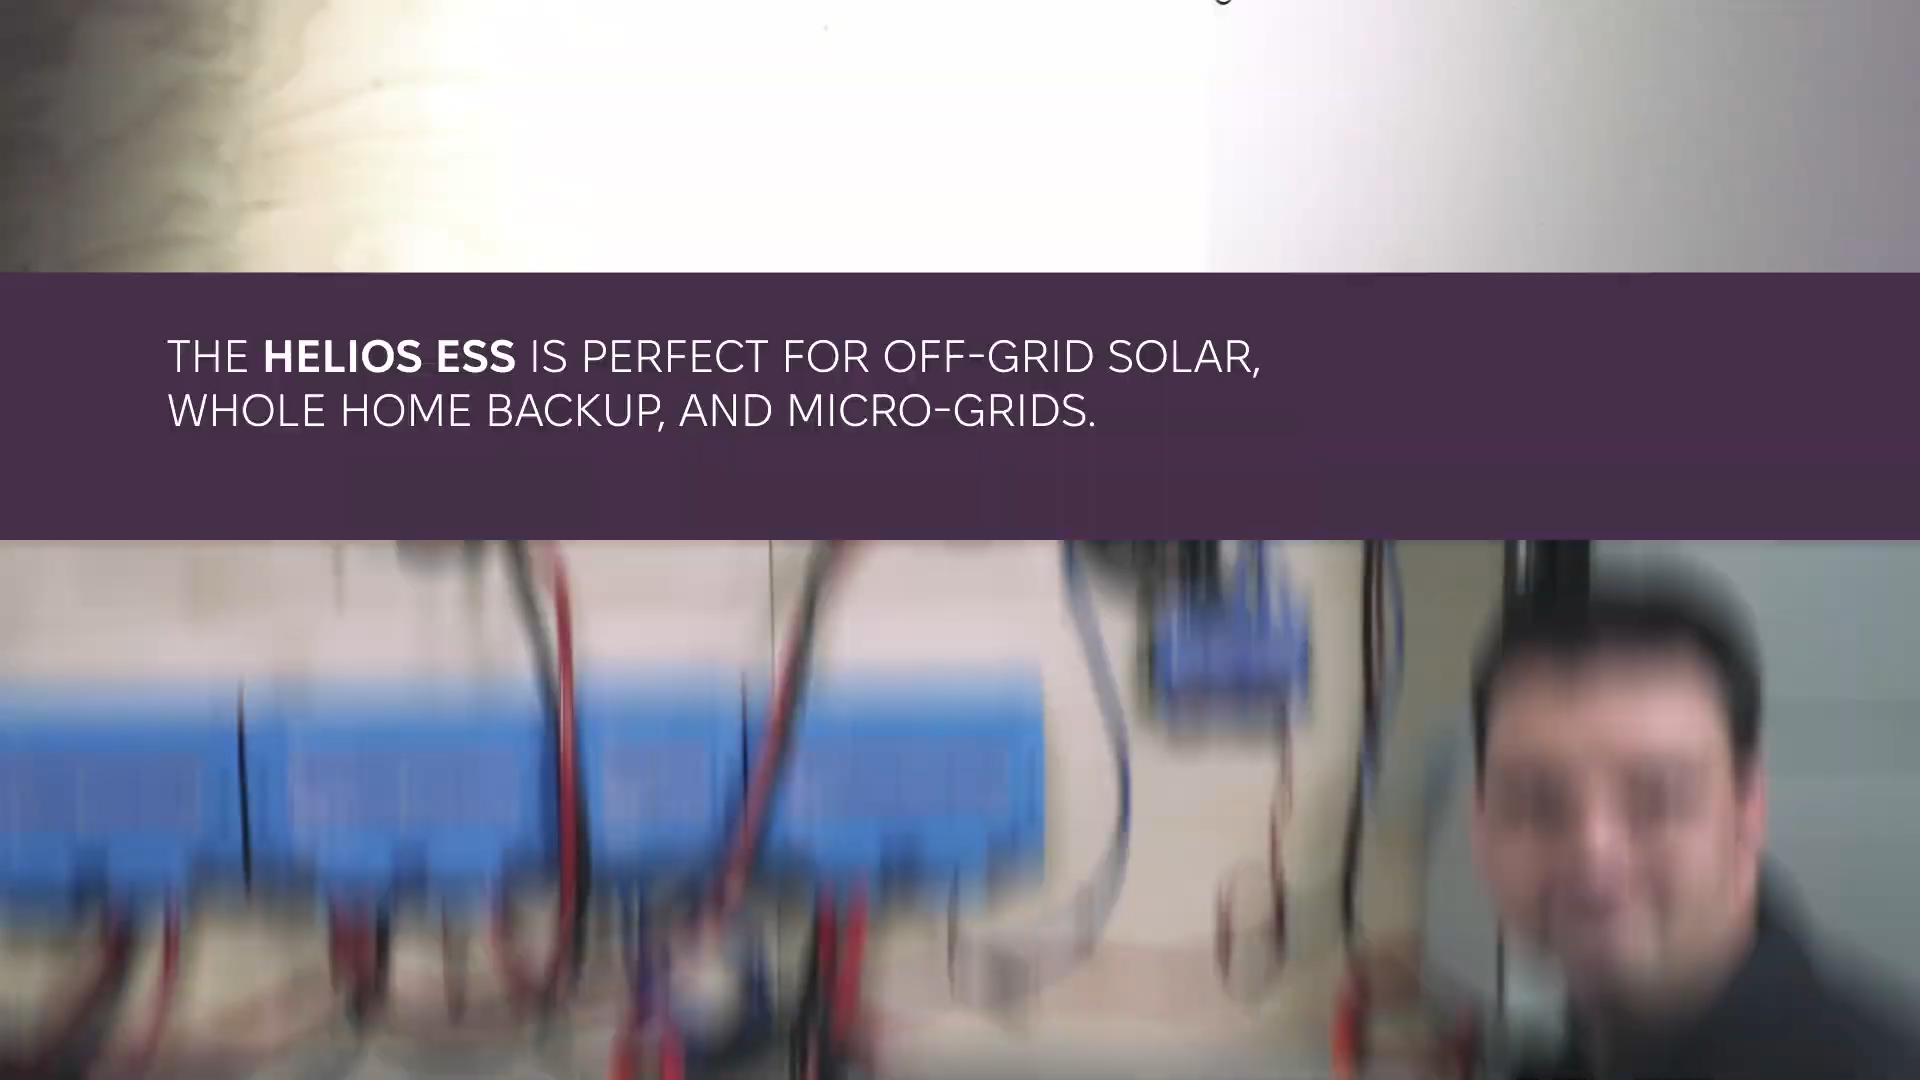 THE HELIOS ESS IS PERFECT FOR OFF-GRID SOLAR,
WHOLE HOME BACKUP, AND MICRO-GRIDS.